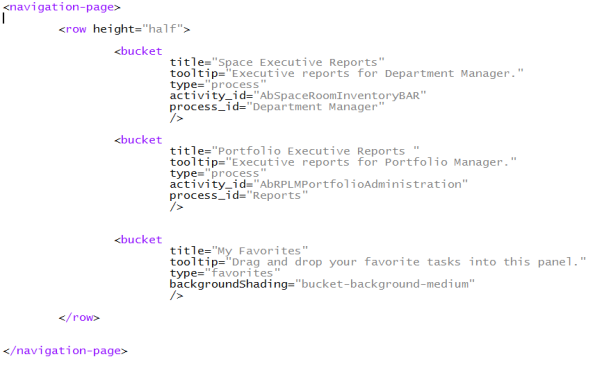 <navigation-page>
<row height="half">
<bucket
title="Space Executive Reports"
tooltip="Executive reports for Department Manager."
type="process"
activity_id="AbSpaceRoomInventoryBAR"
process_id="Department Manager"
/>
<bucket
title="Portfolio Executive Reports "
tooltip="Executive reports for Portfolio Manager."
type="process"
activity_id="AbRPLMPortfolioAdministration"
process_id="Reports"
/>
<bucket
title="My Favorites"
tooltip="Drag and drop your favorite tasks into this panel."
type="favorites"
backgroundShading="bucket-background-medium"
/>
</row>
</navigation-page>